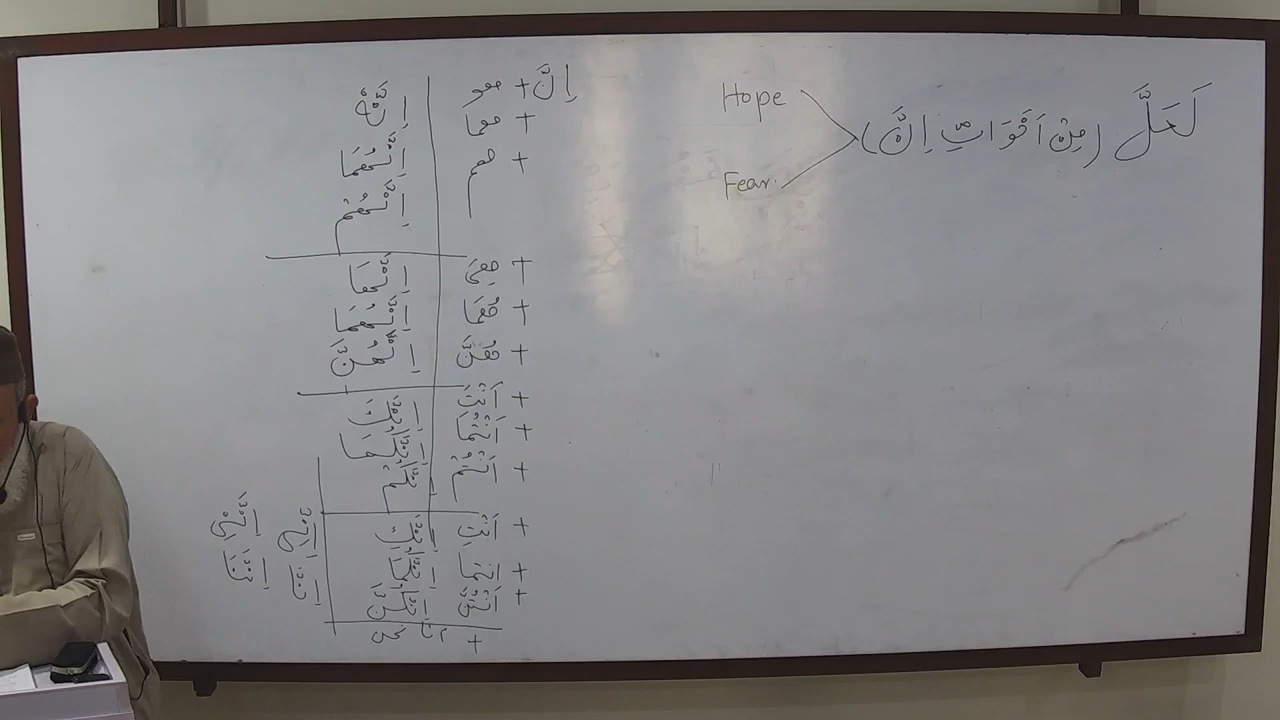 لَعَلَّ (مِنْ اَخَوَاتِ اِنَّ)
Hope
Fear.
اِنَّ + هو اِنَّهٗ
+ هما اِنَّهُمَا
+ هم اِنَّهُمْ
+ هِىَ اِنَّهَا
+ هُمَا اِنَّهُمَا
+ هُنَّ اِنَّهُنَّ
+ اَنْتَ اِنَّكَ
+ اَنْتُمَا اِنَّكُمَا
+ اَنْتُمْ اِنَّكُمْ
+ اَنْتِ اِنَّكِ
+ اَنْتُمَا اِنَّكُمَا
+ اَنْتُنَّ اِنَّكُنَّ
+ اَنَا نَحْنُ
اِنِّىْ اِنَّنِىْ
اِنَّا اِنَّنَا